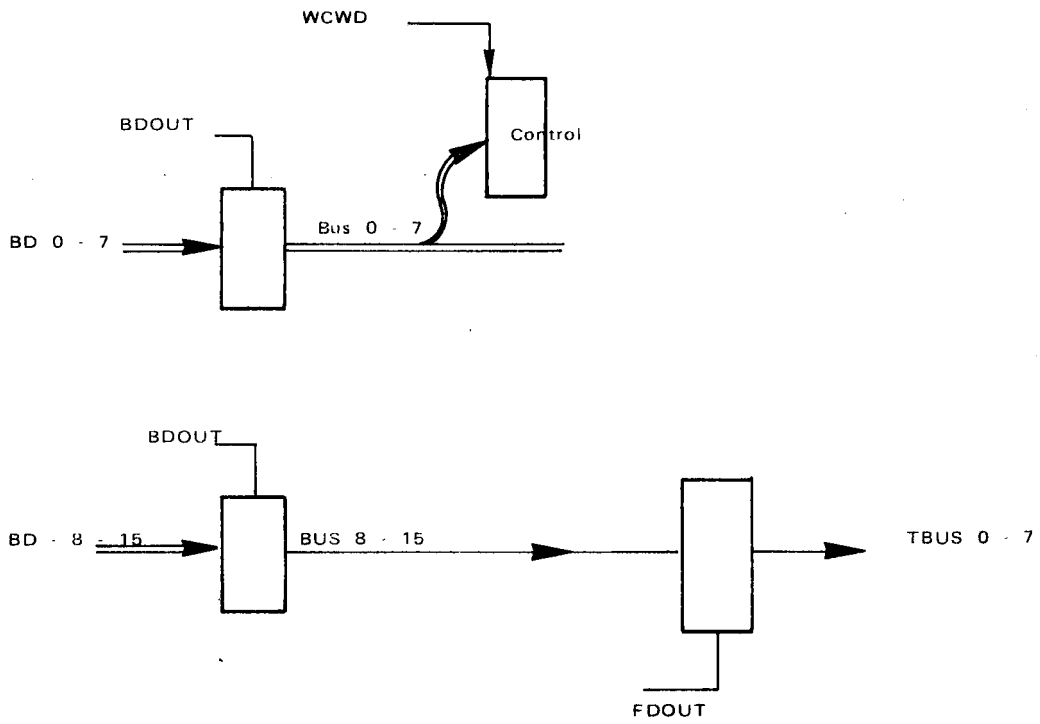 WCWD
BDOUT
Control
BD 0 - 7
Bus 0 - 7
BDOUT
BD - 8 - 15
BUS 8 - 15
TBUS 0 - 7
FDOUT